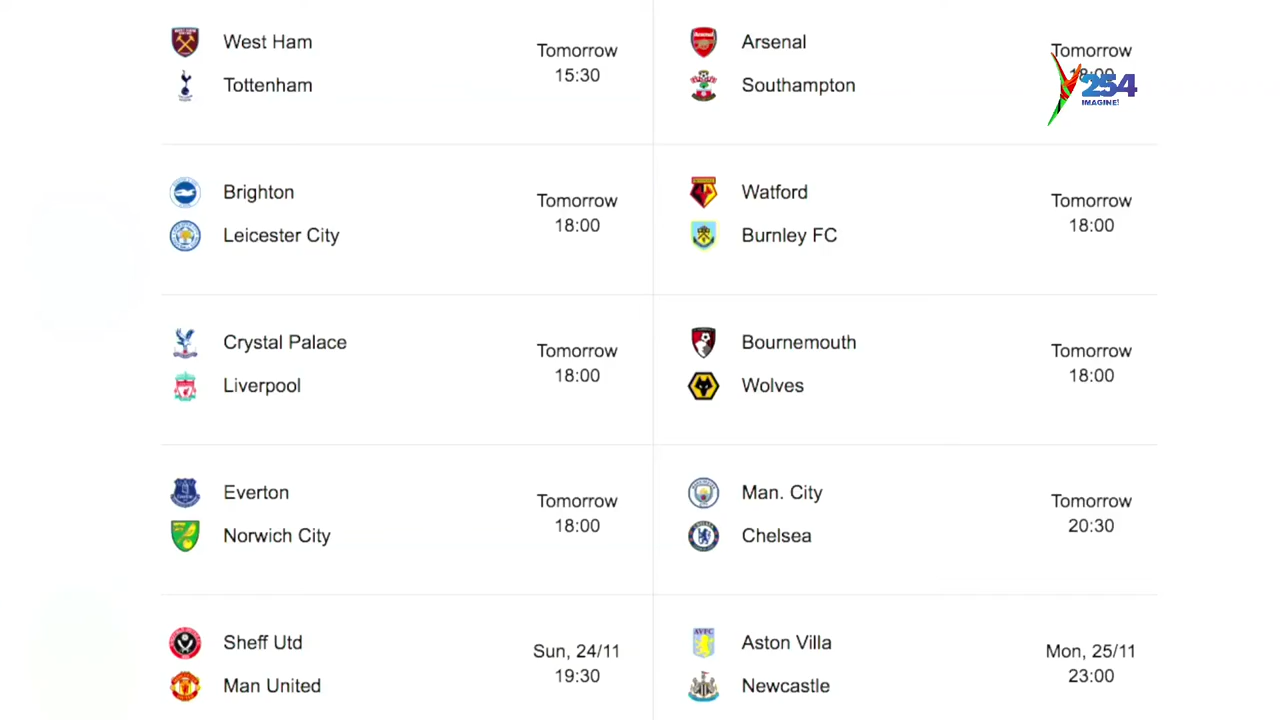 West Ham
Tottenham
Tomorrow
15:30
Arsenal
Southampton
Tomorrow
18:00
254
IMAGINE!
Brighton
Leicester City
Tomorrow
18:00
Watford
Burnley FC
Tomorrow
18:00
Crystal Palace
Liverpool
Tomorrow
18:00
Bournemouth
Wolves
Tomorrow
18:00
Everton
Norwich City
Tomorrow
18:00
Man. City
Chelsea
Tomorrow
20:30
Sheff Utd
Man United
Sun, 24/11
19:30
Aston Villa
Newcastle
Mon, 25/11
23:00